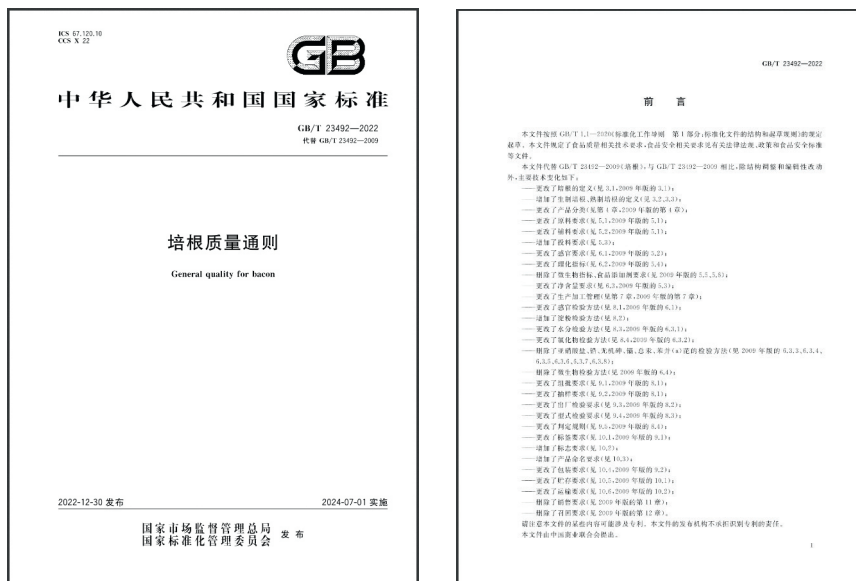 ICS 67.120.10
CCS X 22
GB
中华人民共和国国家标准
GB/T 23492—2022
代替 GB/T 23492—2009
培根质量通则
General quality for bacon
2022-12-30 发布
2024-07-01 实施
国家市场监督管理总局
国家标准化管理委员会 发布
GB/T 23492—2022
前 言
本文件按照 GB/T 1.1—2020《标准化工作导则 第 1 部分:标准化文件的结构和起草规则》的规定
起草。本文件规定了食品质量相关技术要求,食品安全相关要求见有关法律法规、政策和食品安全标准
等文件。
本文件代替 GB/T 23492—2009《培根》,与 GB/T 23492—2009 相比,除结构调整和编辑性改动
外,主要技术变化如下:
——更改了培根的定义(见 3.1,2009 年版的 3.1);
——增加了生制培根、熟制培根的定义(见 3.2、3.3);
——更改了产品分类(见第 4 章,2009 年版的第 4 章);
——更改了原料要求(见 5.1,2009 年版的 5.1);
——更改了辅料要求(见 5.2,2009 年版的 5.1);
——增加了投料要求(见 5.3);
——更改了感官要求(见 6.1,2009 年版的 5.2);
——更改了理化指标(见 6.2,2009 年版的 5.4);
——删除了微生物指标、食品添加剂要求(见 2009 年版的 5.5、5.6);
——更改了净含量要求(见 6.3,2009 年版的 5.3);
——更改了生产加工管理(见第 7 章,2009 年版的第 7 章);
——更改了感官检验方法(见 8.1,2009 年版的 6.1);
——增加了淀粉检验方法(见 8.2);
——更改了水分检验方法(见 8.3,2009 年版的 6.3.1);
——更改了氯化物检验方法(见 8.4,2009 年版的 6.3.2);
——删除了亚硝酸盐、铅、无机砷、镉、总汞、苯并(a)芘的检验方法(见 2009 年版的 6.3.3、6.3.4、
6.3.5、6.3.6、6.3.7、6.3.8);
——删除了微生物检验方法(见 2009 年版的 6.4);
——更改了组批要求(见 9.1,2009 年版的 8.1);
——更改了抽样要求(见 9.2,2009 年版的 8.1);
——更改了出厂检验要求(见 9.3,2009 年版的 8.2);
——更改了型式检验要求(见 9.4,2009 年版的 8.3);
——更改了判定规则(见 9.5,2009 年版的 8.4);
——更改了标签要求(见 10.1,2009 年版的 9.1);
——增加了标志要求(见 10.2);
——增加了产品命名要求(见 10.3);
——更改了包装要求(见 10.4,2009 年版的 9.2);
——更改了贮存要求(见 10.5,2009 年版的 10.1);
——更改了运输要求(见 10.6,2009 年版的 10.2);
——删除了销售要求(见 2009 年版的第 11 章);
——删除了召回要求(见 2009 年版的第 12 章)。
请注意本文件的某些内容可能涉及专利。本文件的发布机构不承担识别专利的责任。
本文件由中国商业联合会提出。